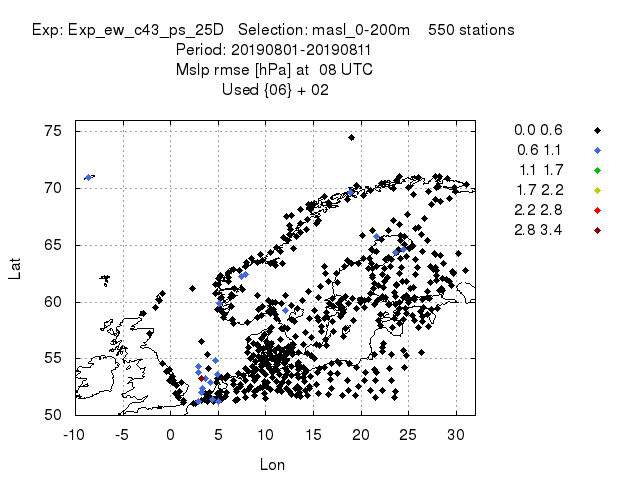 Exp: Exp_ew_c43_ps_25D Selection: masl_0-200m 550 stations
Period: 20190801-20190811
Mslp rmse [hPa] at 08 UTC
Used {06} + 02
0.0 0.6
0.6 1.1
1.1 1.7
1.7 2.2
2.2 2.8
2.8 3.4
75
70
65
60
55
50
Lat
-10 -5 0 5 10 15 20 25 30
Lon